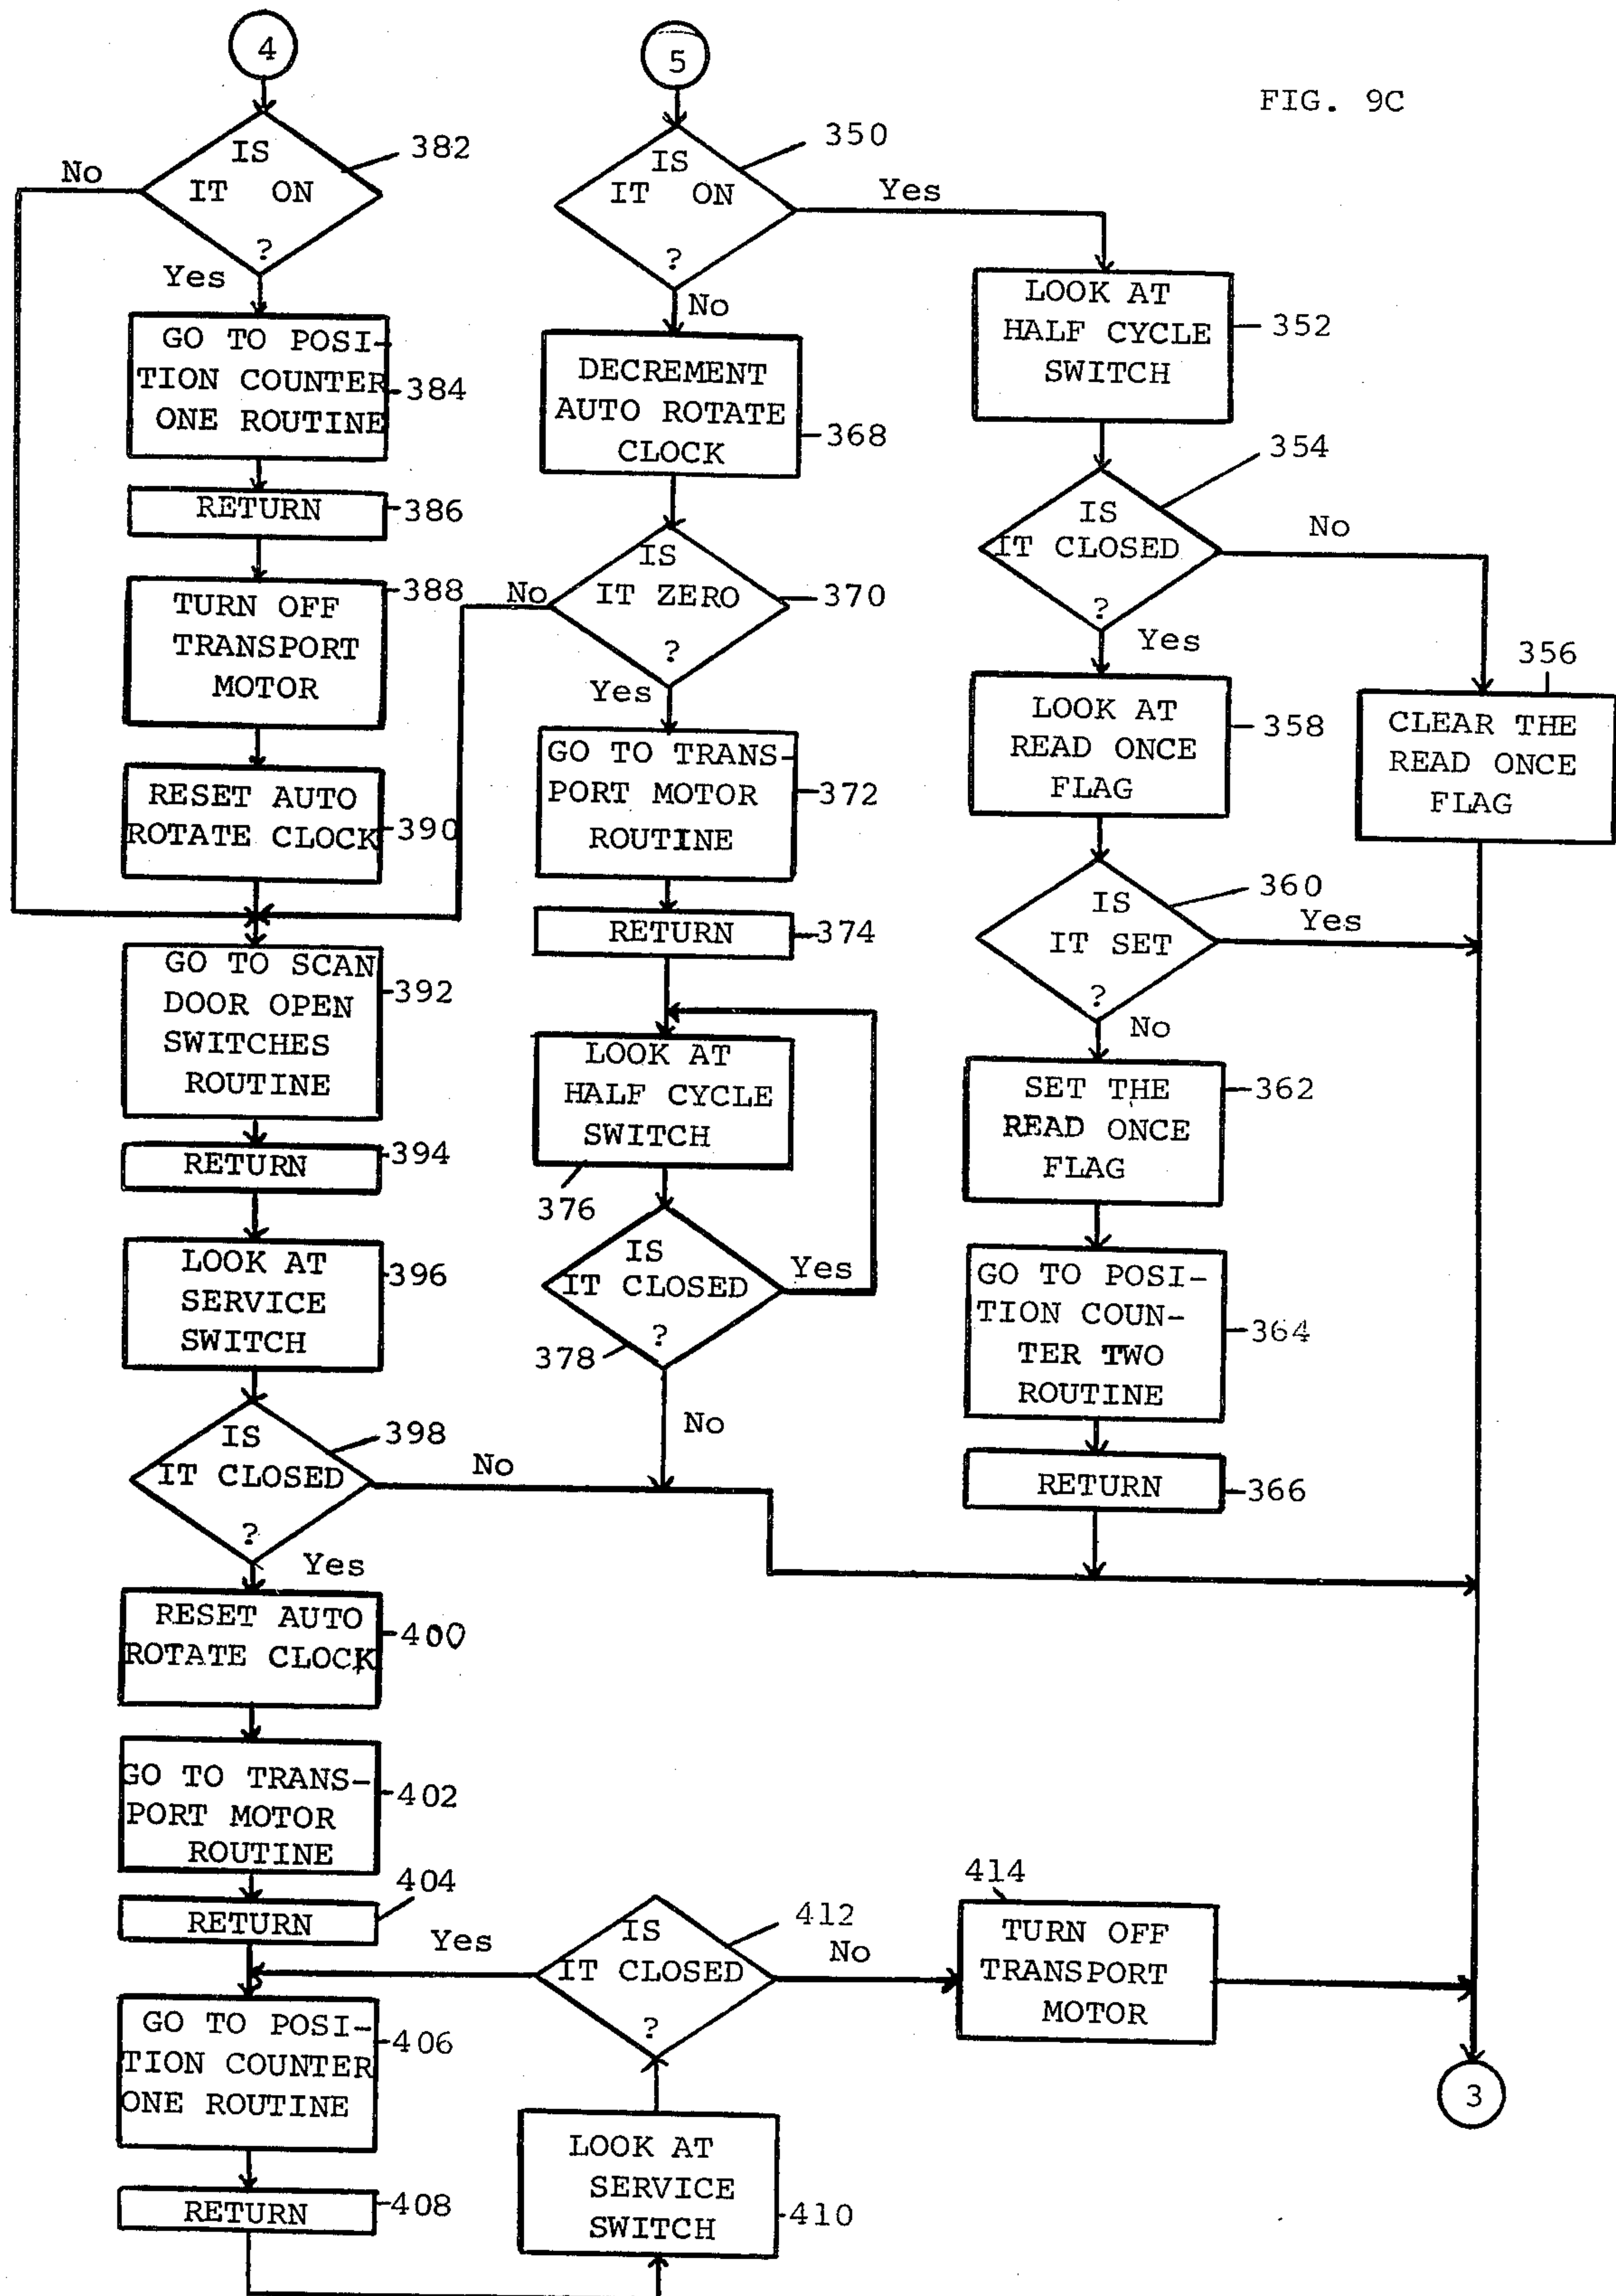 4
5
FIG. 9C
IS
IT ON
?
382
No
Yes
GO TO POSI-
TION COUNTER
ONE ROUTINE
384
RETURN
386
TURN OFF
TRANSPORT
MOTOR
388
RESET AUTO
ROTATE CLOCK
390
GO TO SCAN
DOOR OPEN
SWITCHES
ROUTINE
392
RETURN
394
LOOK AT
SERVICE
SWITCH
396
IS
IT CLOSED
?
398
No
Yes
RESET AUTO
ROTATE CLOCK
400
GO TO TRANS-
PORT MOTOR
ROUTINE
402
RETURN
404
GO TO POSI-
TION COUNTER
ONE ROUTINE
406
RETURN
408
IS
IT ON
?
350
Yes
No
DECREMENT
AUTO ROTATE
CLOCK
368
IS
IT ZERO
?
370
No
Yes
GO TO TRANS-
PORT MOTOR
ROUTINE
372
RETURN
374
LOOK AT
HALF CYCLE
SWITCH
376
IS
IT CLOSED
?
378
Yes
No
LOOK AT
SERVICE
SWITCH
410
IS
IT CLOSED
?
412
Yes
No
TURN OFF
TRANSPORT
MOTOR
414
LOOK AT
HALF CYCLE
SWITCH
352
IS
IT CLOSED
?
354
No
Yes
CLEAR THE
READ ONCE
FLAG
356
LOOK AT
READ ONCE
FLAG
358
IS
IT SET
?
360
Yes
No
SET THE
READ ONCE
FLAG
362
GO TO POSI-
TION COUN-
TER TWO
ROUTINE
364
RETURN
366
3